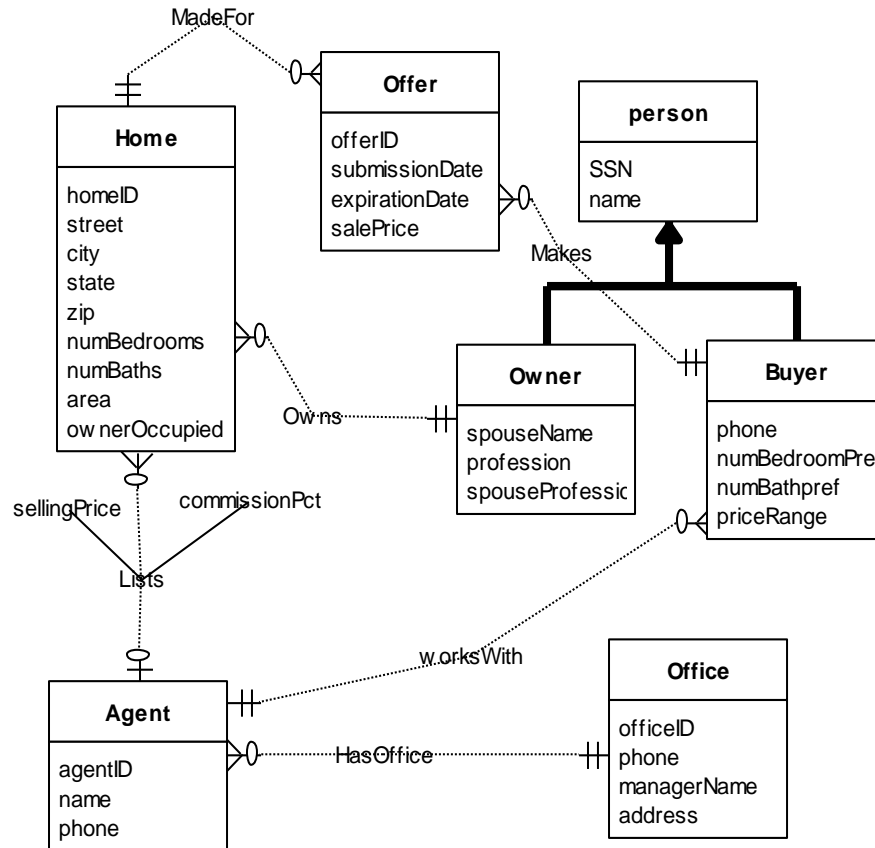 MadeFor
Offer
offerID
submissionDate
expirationDate
salePrice
person
SSN
name
Home
homeID
street
city
state
zip
numBedrooms
numBaths
area
ownerOccupied
Makes
Owns
Owner
spouseName
profession
spouseProfessic
Buyer
phone
numBedroomPre
numBathpref
priceRange
sellingPrice
commissionPct
Lists
worksWith
Agent
agentID
name
phone
HasOffice
Office
officeID
phone
managerName
address